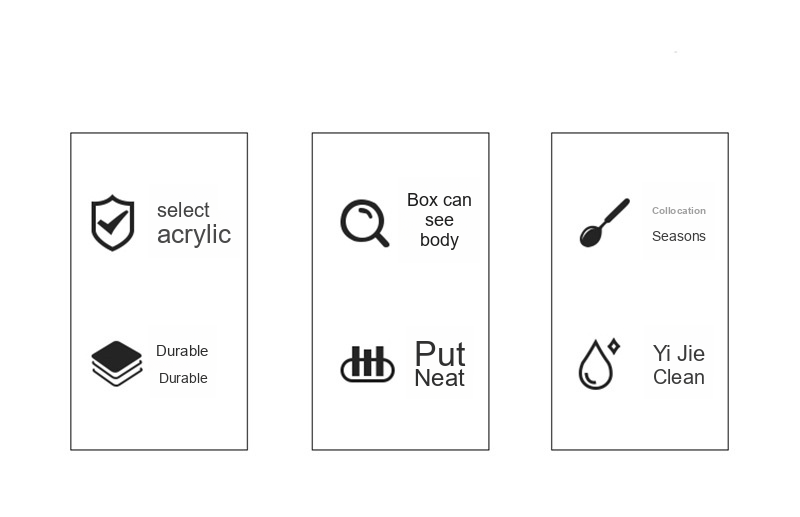 select
acrylic
Durable
Durable
Box can
see
body
Put
Neat
Collocation
Seasons
Yi Jie
Clean